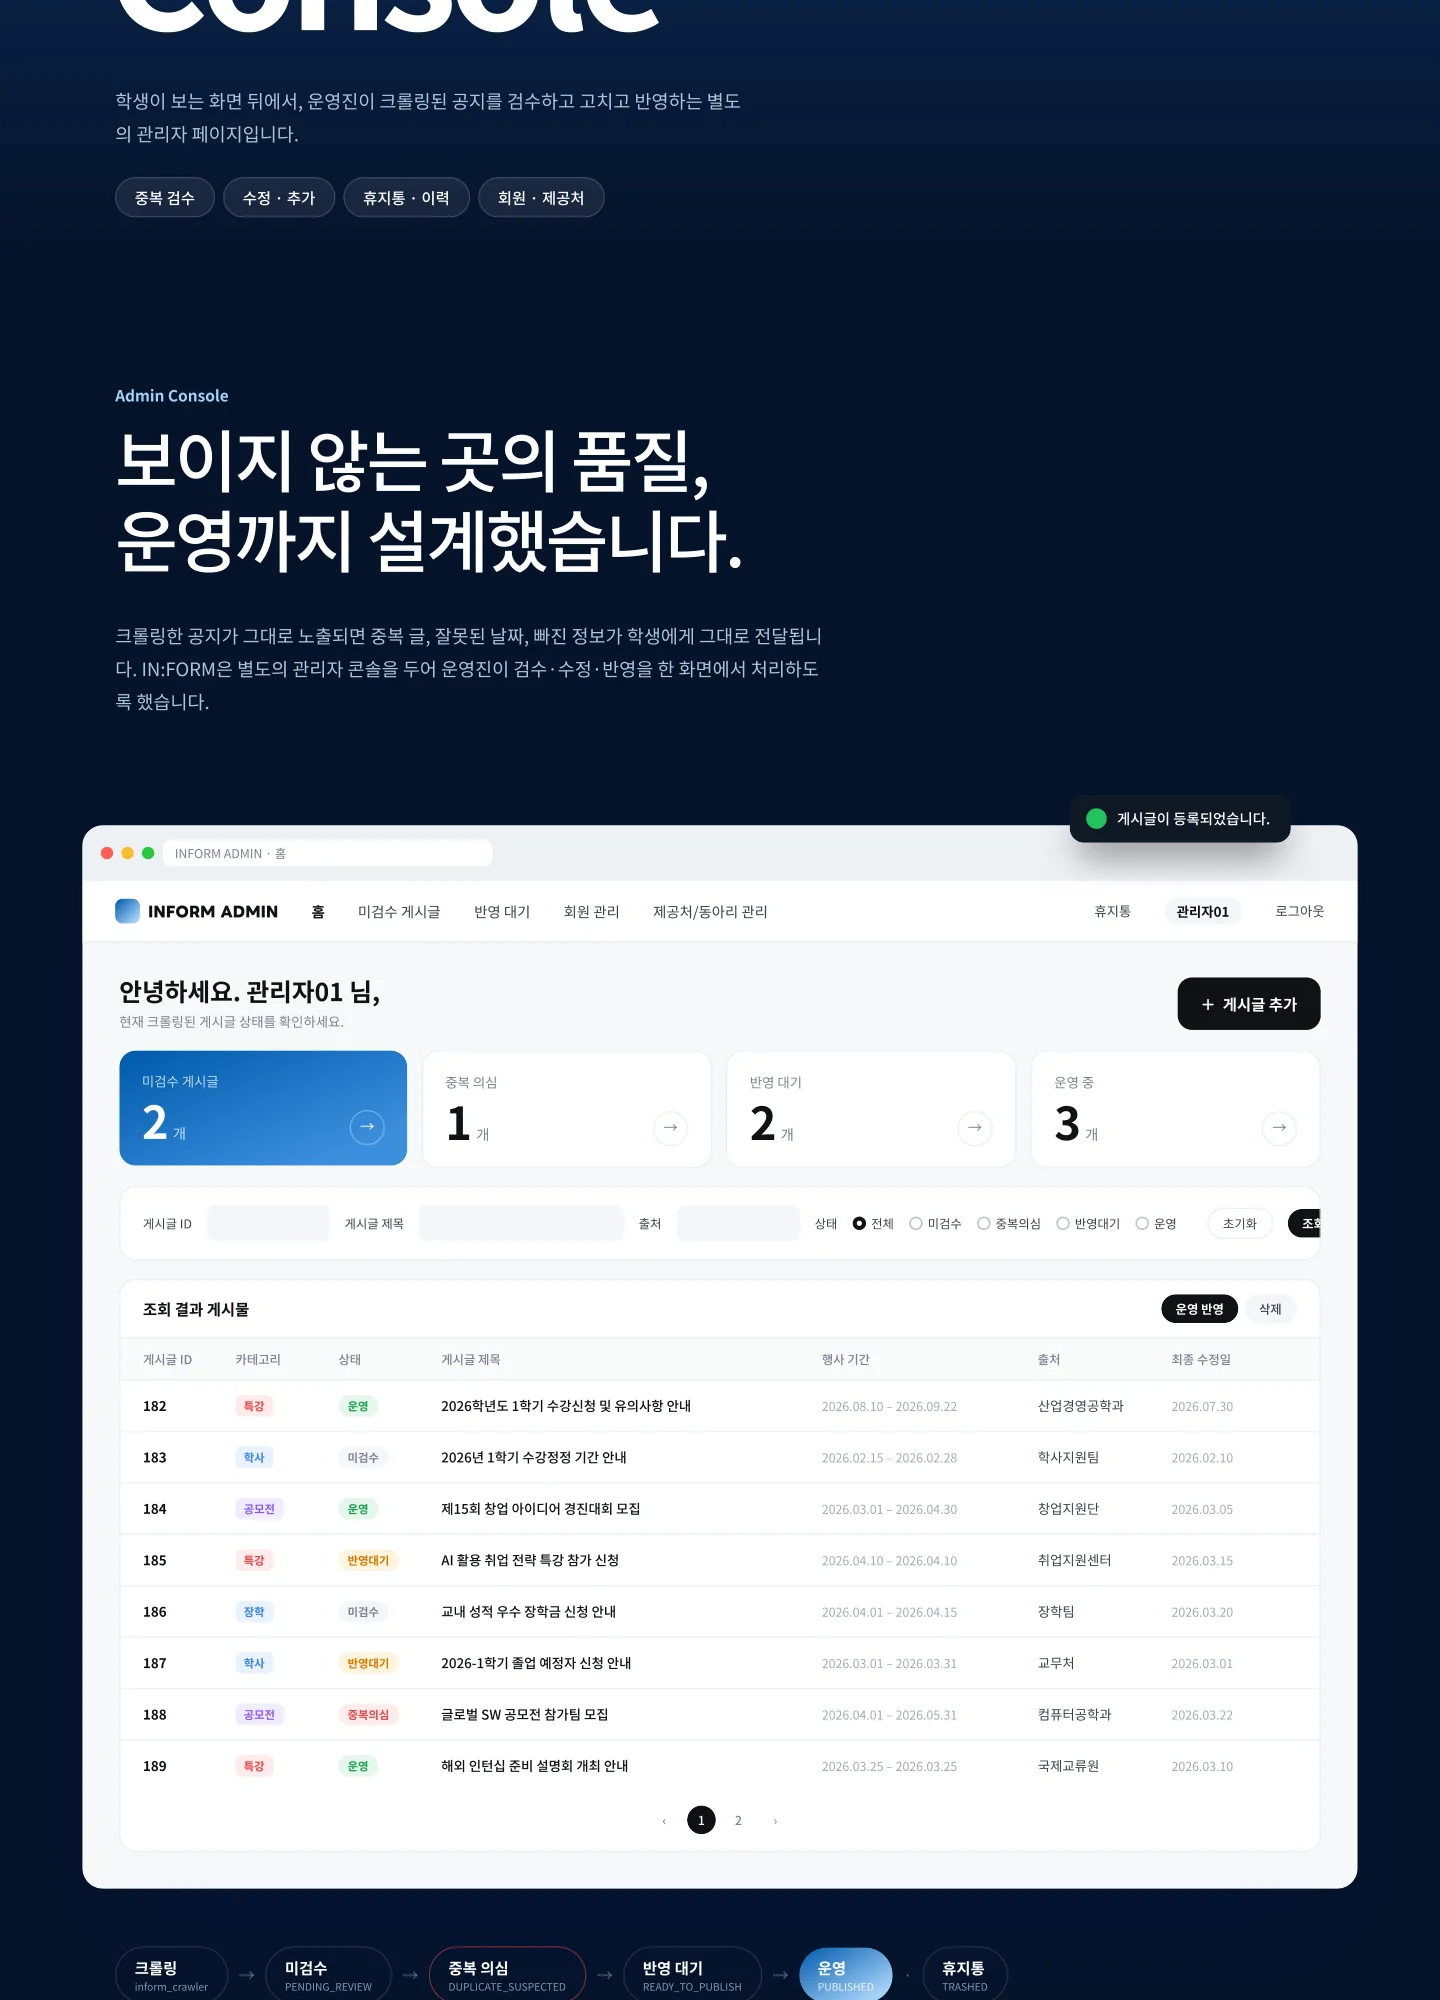 Console
학생이 보는 화면 뒤에서, 운영진이 크롤링된 공지를 검수하고 고치고 반영하는 별도
의 관리자 페이지입니다.
중복 검수 수정 · 추가 휴지통 · 이력 회원 · 제공처
Admin Console
보이지 않는 곳의 품질,
운영까지 설계했습니다.
크롤링한 공지가 그대로 노출되면 중복 글, 잘못된 날짜, 빠진 정보가 학생에게 그대로 전달됩니
다. IN:FORM은 별도의 관리자 콘솔을 두어 운영진이 검수·수정·반영을 한 화면에서 처리하도
록 했습니다.
게시글이 등록되었습니다.
INFORM ADMIN · 홈
INFORM ADMIN 홈 미검수 게시글 반영 대기 회원 관리 제공처/동아리 관리 휴지통 관리자01 로그아웃
안녕하세요. 관리자01 님,
현재 크롤링된 게시글 상태를 확인하세요.
+ 게시글 추가
미검수 게시글 중복 의심 반영 대기 운영 중
2 개 → 1 개 → 2 개 → 3 개 →
게시글 ID 게시글 제목 출처 상태 전체 미검수 중복의심 반영대기 운영 초기화 조회
조회 결과 게시물 운영 반영 삭제
게시글 ID 카테고리 상태 게시글 제목 행사 기간 출처 최종 수정일
182 특강 운영 2026학년도 1학기 수강신청 및 유의사항 안내 2026.08.10 – 2026.09.22 산업경영공학과 2026.07.30
183 학사 미검수 2026년 1학기 수강정정 기간 안내 2026.02.15 – 2026.02.28 학사지원팀 2026.02.10
184 공모전 운영 제15회 창업 아이디어 경진대회 모집 2026.03.01 – 2026.04.30 창업지원단 2026.03.05
185 특강 반영대기 AI 활용 취업 전략 특강 참가 신청 2026.04.10 – 2026.04.10 취업지원센터 2026.03.15
186 장학 미검수 교내 성적 우수 장학금 신청 안내 2026.04.01 – 2026.04.15 장학팀 2026.03.20
187 학사 반영대기 2026-1학기 졸업 예정자 신청 안내 2026.03.01 – 2026.03.31 교무처 2026.03.01
188 공모전 중복의심 글로벌 SW 공모전 참가팀 모집 2026.04.01 – 2026.05.31 컴퓨터공학과 2026.03.22
189 특강 운영 해외 인턴십 준비 설명회 개최 안내 2026.03.25 – 2026.03.25 국제교류원 2026.03.10
‹ 1 2 ›
크롤링 → 미검수 → 중복 의심 → 반영 대기 → 운영 · 휴지통
inform_crawler PENDING_REVIEW DUPLICATE_SUSPECTED READY_TO_PUBLISH PUBLISHED TRASHED